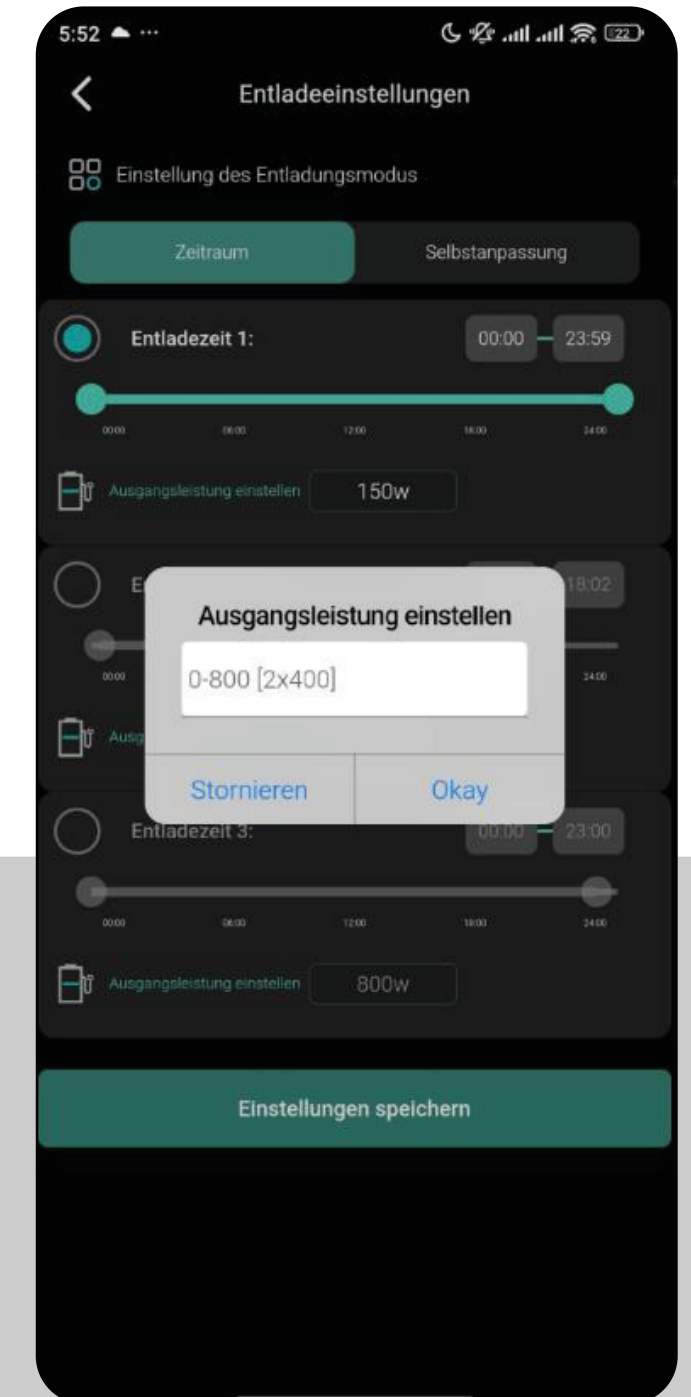 5:52 ...
22
Entladeeinstellungen
Einstellung des Entladungsmodus
Zeitraum Selbstanpassung
Entladezeit 1: 00:00 – 23:59
00:00 06:00 12:00 18:00 24:00
Ausgangsleistung einstellen 150w
E 18:02
Ausgangsleistung einstellen
0-800 [2x400]
00:00 24:00
Ausg
Stornieren Okay
Entladezeit 3: 00:00 – 23:00
00:00 06:00 12:00 18:00 24:00
Ausgangsleistung einstellen 800w
Einstellungen speichern